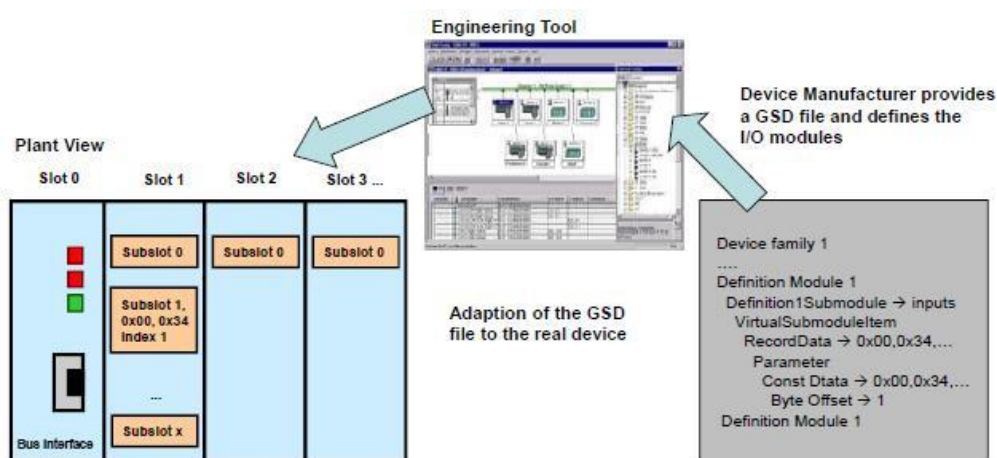 Engineering Tool
Device Manufacturer provides
a GSD file and defines the
I/O modules
Plant View
Slot 0
Slot 1
Slot 2
Slot 3 ...
Subslot 0
Subslot 0
Subslot 0
Subslot 1,
0x00, 0x34
Index 1
...
Subslot x
Bus Interface
Adaption of the GSD
file to the real device
Device family 1
....
Definition Module 1
Definition1Submodule → inputs
VirtualSubmoduleItem
RecordData → 0x00,0x34,...
Parameter
Const Dtata → 0x00,0x34,...
Byte Offset → 1
Definition Module 1